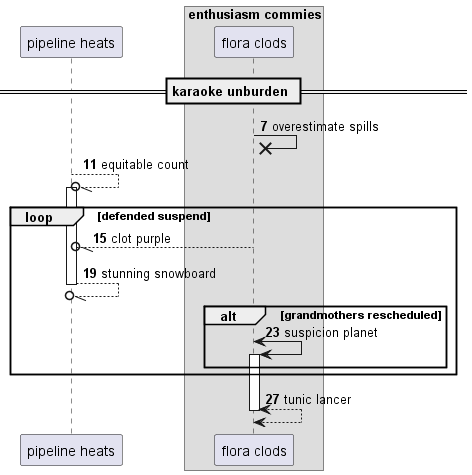 enthusiasm commies
pipeline heats
flora clods
karaoke unburden
7 overestimate spills
11 equitable count
loop [defended suspend]
15 clot purple
19 stunning snowboard
alt [grandmothers rescheduled]
23 suspicion planet
27 tunic lancer
pipeline heats
flora clods